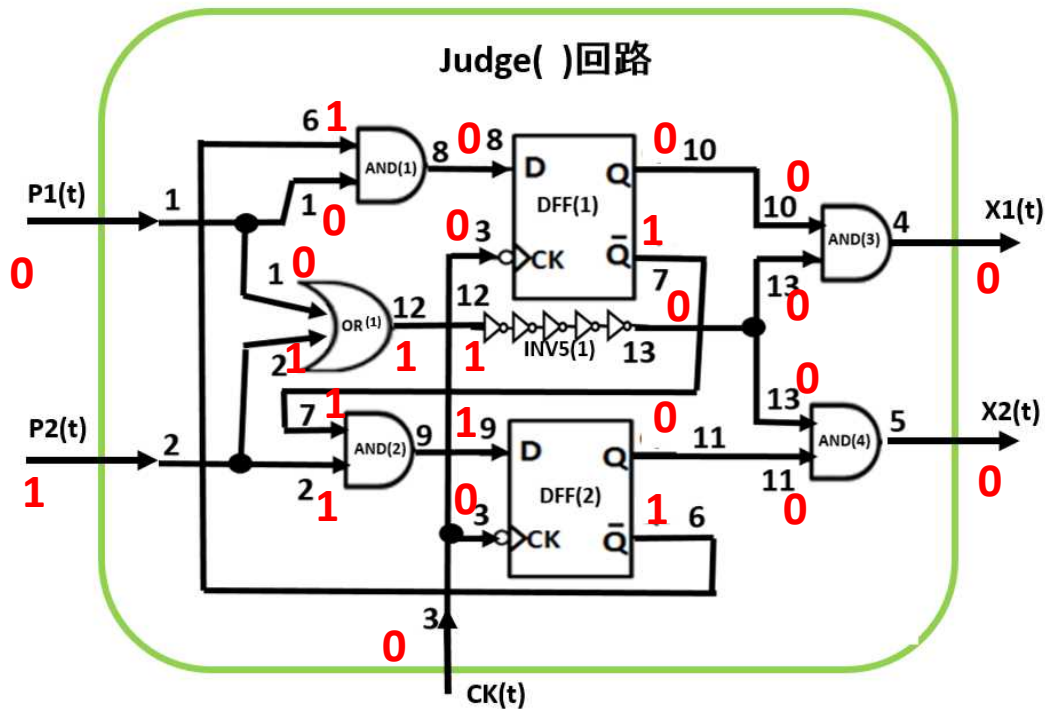 Judge( )回路
6 1
AND(1)
8 0 8
D
Q
0 10
DFF(1)
0
10
P1(t)
1
1 0
0 3
CK
Q̅
1
7
AND(3)
4
X1(t)
0
0
1 0
13 0
0
OR(1)
12
12
1
1
INV5(1)
0
13
2 1
7 1
0
13
P2(t)
2
AND(2)
9
1 9
D
Q
0
11
AND(4)
5
X2(t)
1
2 1
0 3
DFF(2)
CK
Q̅
1 6
11 0
0
3
0
CK(t)